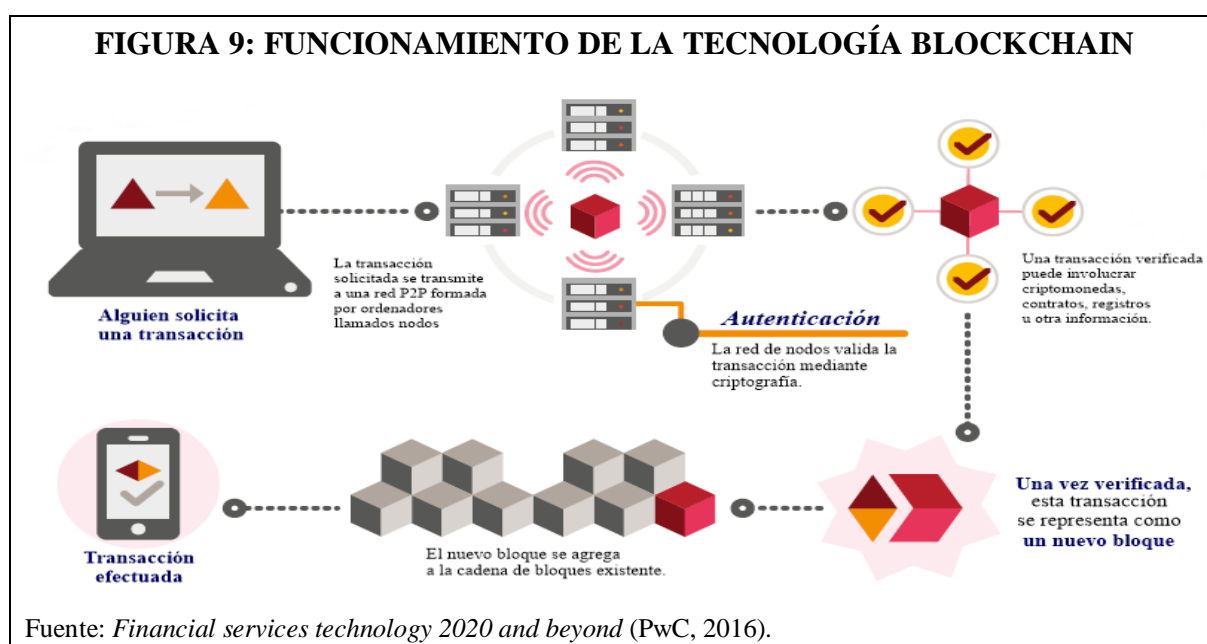 FIGURA 9: FUNCIONAMIENTO DE LA TECNOLOGÍA BLOCKCHAIN
Alguien solicita
una transacción
La transacción
solicitada se transmite
a una red P2P formada
por ordenadores
llamados nodos
Autenticación
La red de nodos valida la
transacción mediante
criptografía.
Una transacción verificada
puede involucrar
criptomonedas,
contratos, registros
u otra información.
Una vez verificada,
esta transacción
se representa como
un nuevo bloque
El nuevo bloque se agrega
a la cadena de bloques existente.
Transacción
efectuada
Fuente: Financial services technology 2020 and beyond (PwC, 2016).